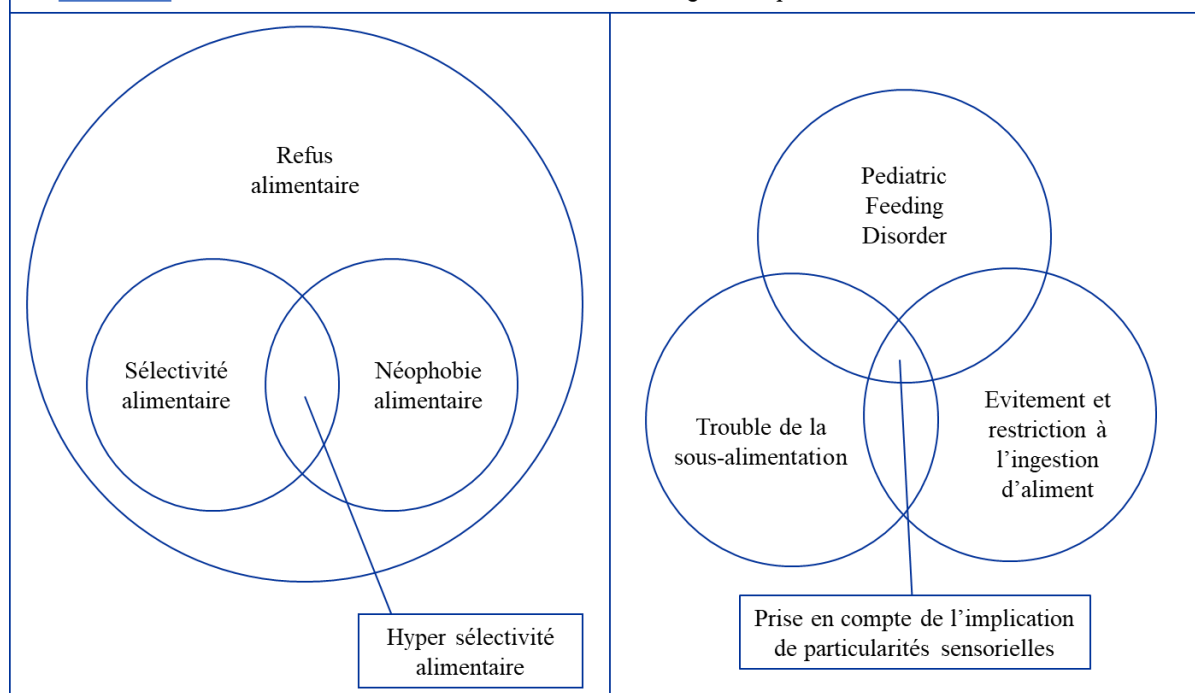 Refus
alimentaire
Sélectivité
alimentaire
Néophobie
alimentaire
Hyper sélectivité
alimentaire
Pediatric
Feeding
Disorder
Trouble de la
sous-alimentation
Evitement et
restriction à
l’ingestion
d’aliment
Prise en compte de l’implication
de particularités sensorielles